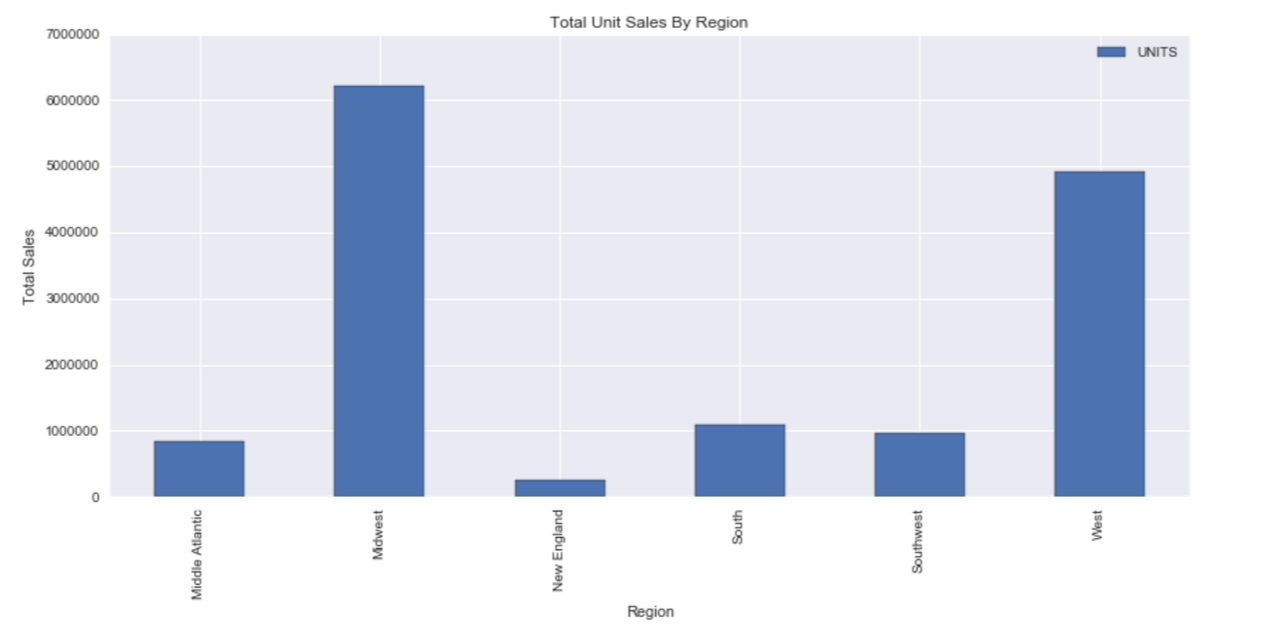 Total Unit Sales By Region
UNITS
7000000
6000000
5000000
4000000
3000000
2000000
1000000
0
Total Sales
Middle Atlantic
Midwest
New England
South
Southwest
West
Region